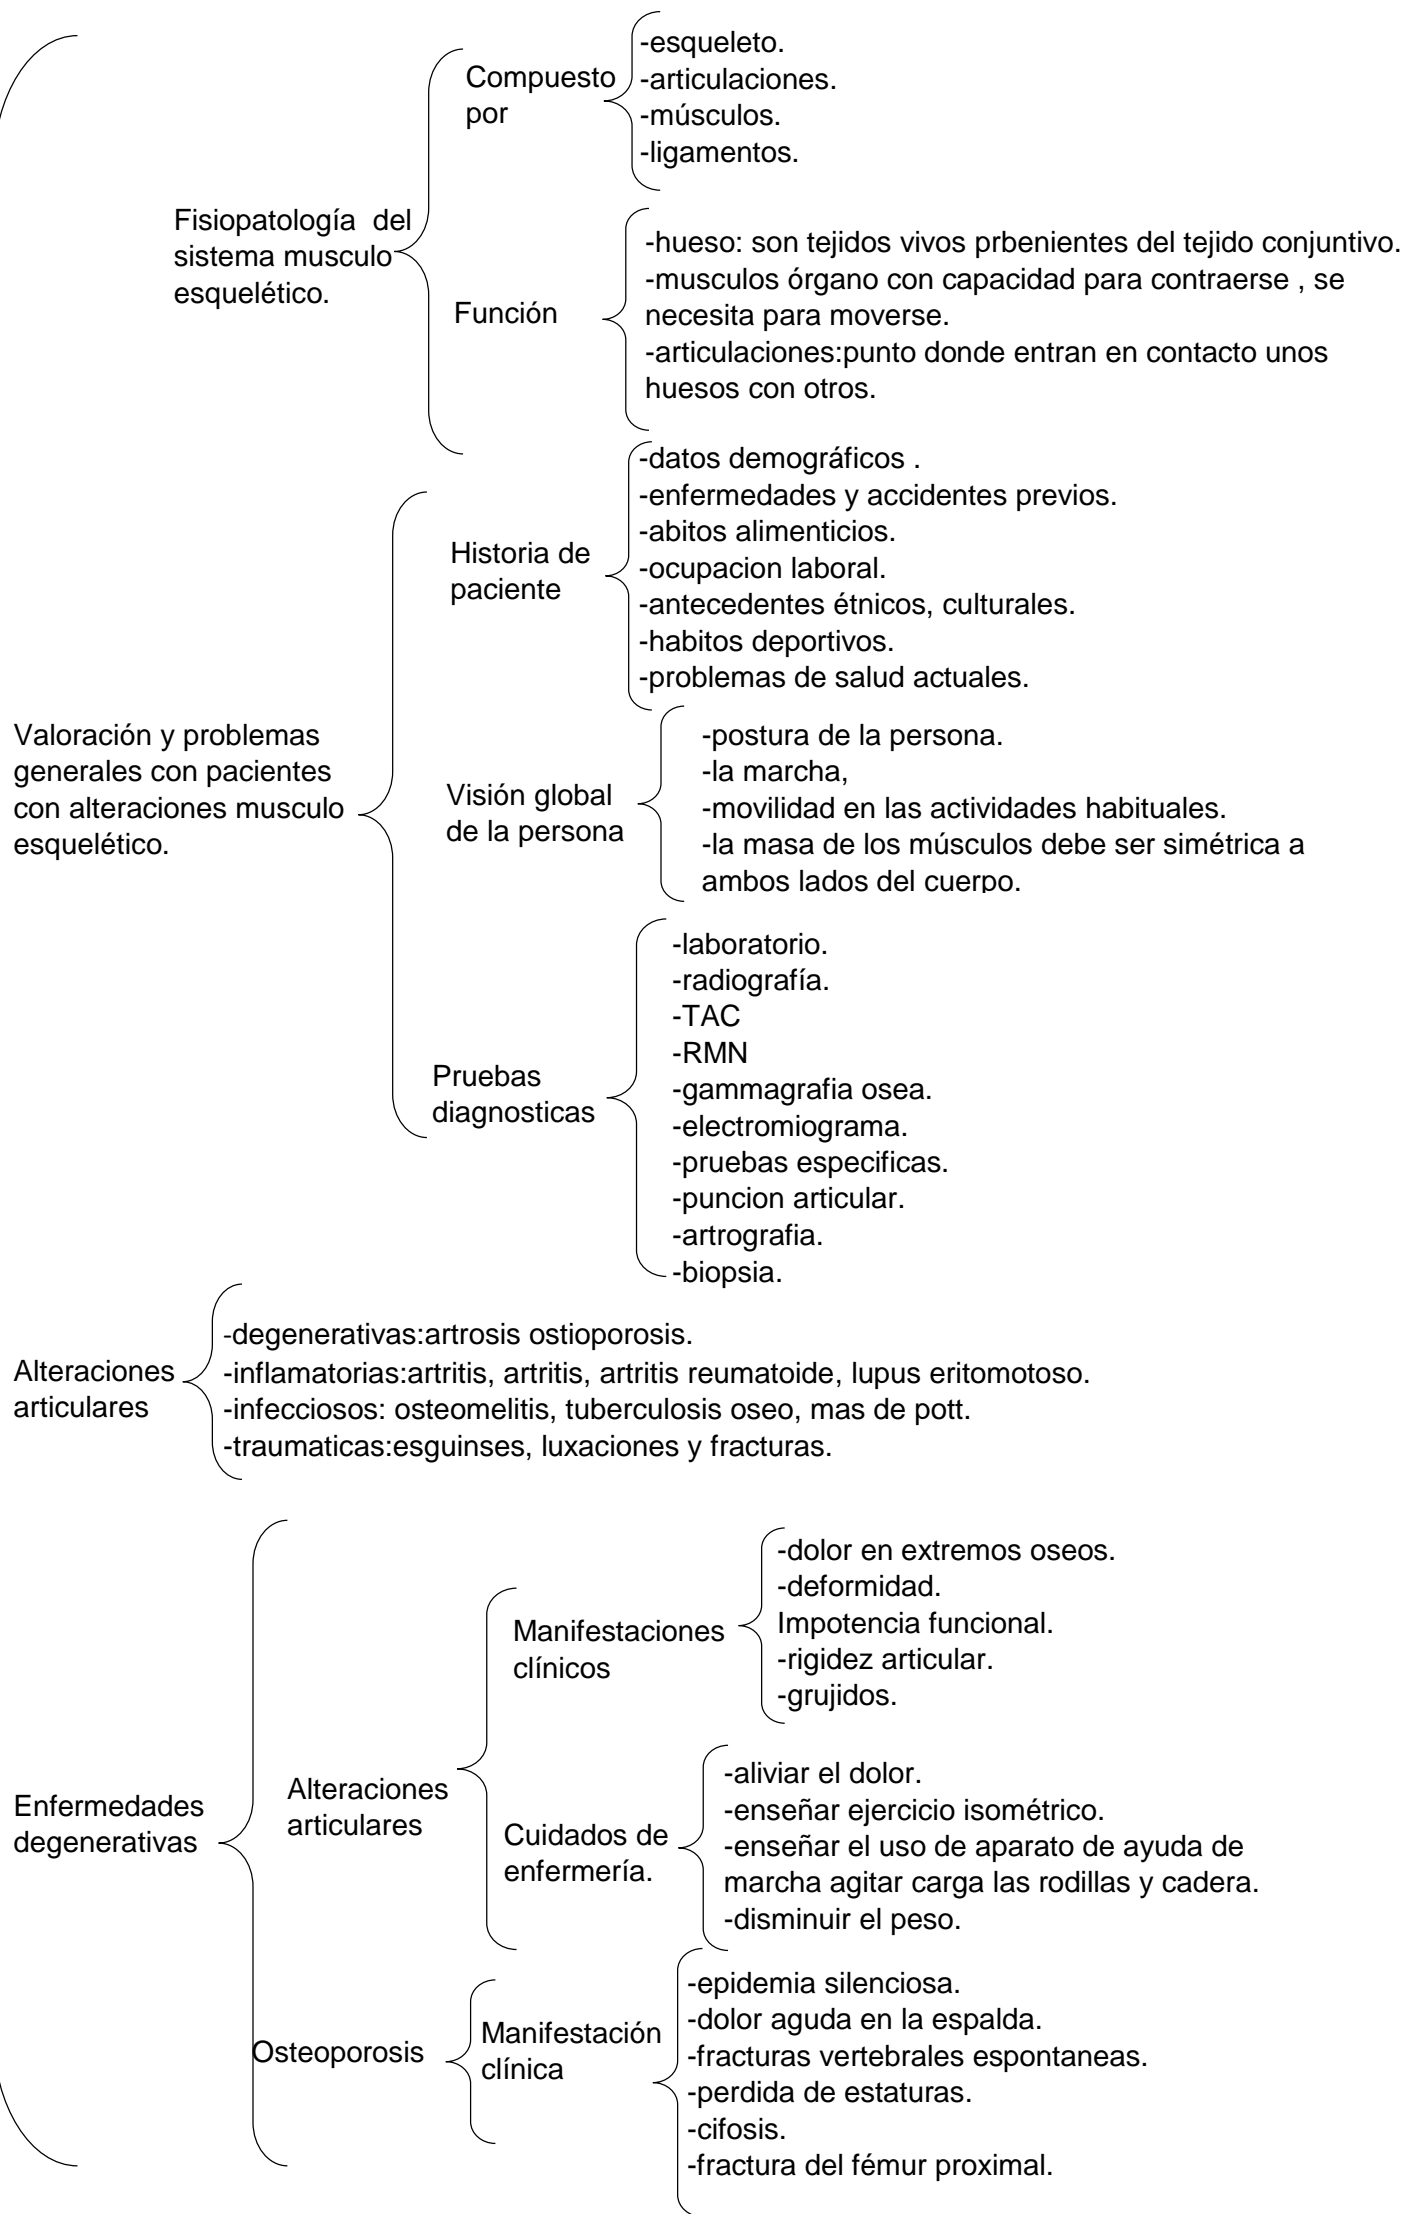 Fisiopatología del
sistema musculo
esquelético.
Compuesto
por
-esqueleto.
-articulaciones.
-músculos.
-ligamentos.
Función
-hueso: son tejidos vivos prbenientes del tejido conjuntivo.
-musculos órgano con capacidad para contraerse , se
necesita para moverse.
-articulaciones:punto donde entran en contacto unos
huesos con otros.
Valoración y problemas
generales con pacientes
con alteraciones musculo
esquelético.
Historia de
paciente
-datos demográficos .
-enfermedades y accidentes previos.
-abitos alimenticios.
-ocupacion laboral.
-antecedentes étnicos, culturales.
-habitos deportivos.
-problemas de salud actuales.
Visión global
de la persona
-postura de la persona.
-la marcha,
-movilidad en las actividades habituales.
-la masa de los músculos debe ser simétrica a
ambos lados del cuerpo.
Pruebas
diagnosticas
-laboratorio.
-radiografía.
-TAC
-RMN
-gammagrafia osea.
-electromiograma.
-pruebas especificas.
-puncion articular.
-artrografia.
-biopsia.
Alteraciones
articulares
-degenerativas:artrosis ostioporosis.
-inflamatorias:artritis, artritis, artritis reumatoide, lupus eritomotoso.
-infecciosos: osteomelitis, tuberculosis oseo, mas de pott.
-traumaticas:esguinses, luxaciones y fracturas.
Enfermedades
degenerativas
Alteraciones
articulares
Manifestaciones
clínicos
-dolor en extremos oseos.
-deformidad.
Impotencia funcional.
-rigidez articular.
-grujidos.
Cuidados de
enfermería.
-aliviar el dolor.
-enseñar ejercicio isométrico.
-enseñar el uso de aparato de ayuda de
marcha agitar carga las rodillas y cadera.
-disminuir el peso.
Osteoporosis
Manifestación
clínica
-epidemia silenciosa.
-dolor aguda en la espalda.
-fracturas vertebrales espontaneas.
-perdida de estaturas.
-cifosis.
-fractura del fémur proximal.